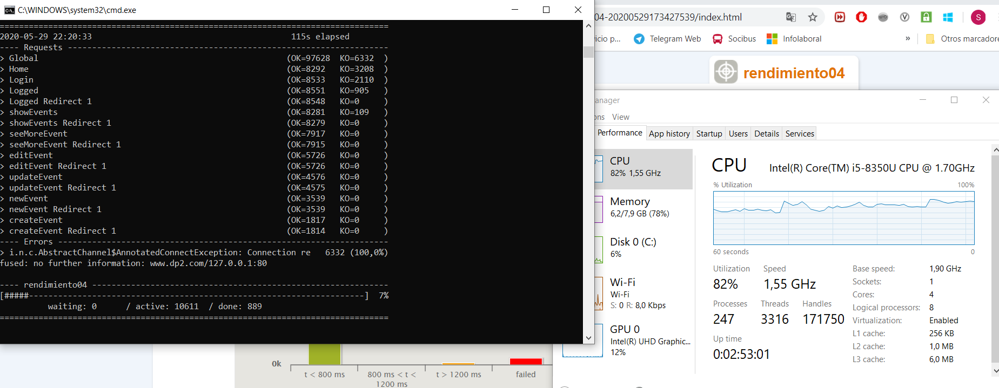 C:\WINDOWS\system32\cmd.exe
================================================================================
2020-05-29 22:20:33                                         115s elapsed
---- Requests ------------------------------------------------------------------
> Global                                                   (OK=97628  KO=6332  )
> Home                                                     (OK=8292   KO=3208  )
> Login                                                    (OK=8533   KO=2110  )
> Logged                                                   (OK=8551   KO=905   )
> Logged Redirect 1                                        (OK=8548   KO=0     )
> showEvents                                               (OK=8281   KO=109   )
> showEvents Redirect 1                                    (OK=8279   KO=0     )
> seeMoreEvent                                             (OK=7917   KO=0     )
> seeMoreEvent Redirect 1                                  (OK=7915   KO=0     )
> editEvent                                                (OK=5726   KO=0     )
> editEvent Redirect 1                                     (OK=5726   KO=0     )
> updateEvent                                              (OK=4576   KO=0     )
> updateEvent Redirect 1                                   (OK=4575   KO=0     )
> newEvent                                                 (OK=3539   KO=0     )
> newEvent Redirect 1                                      (OK=3539   KO=0     )
> createEvent                                              (OK=1817   KO=0     )
> createEvent Redirect 1                                   (OK=1814   KO=0     )
---- Errors --------------------------------------------------------------------
> i.n.c.AbstractChannel$AnnotatedConnectException: Connection re   6332 (100,0%)
fused: no further information: www.dp2.com/127.0.0.1:80
---- rendimiento04 -------------------------------------------------------------
[#####---------------------------------------------------------------------]  7%
waiting: 0      / active: 10611  / done: 889
================================================================================
04-20200529173427539/index.html
S
icio p...
Telegram Web
Socibus
Infolaboral
»
Otros marcadore
rendimiento04
anager
ons
View
Performance
App history
Startup
Users
Details
Services
CPU
82% 1,55 GHz
Memory
6,2/7,9 GB (78%)
Disk 0 (C:)
6%
Wi-Fi
Wi-Fi
S: 0 R: 8,0 Kbps
GPU 0
Intel(R) UHD Graphic...
12%
CPU
Intel(R) Core(TM) i5-8350U CPU @ 1.70GHz
% Utilization
100%
60 seconds
0
Utilization
Speed
82%
1,55 GHz
Processes
Threads
Handles
247
3316
171750
Up time
0:02:53:01
Base speed: 1,90 GHz
Sockets: 1
Cores: 4
Logical processors: 8
Virtualization: Enabled
L1 cache: 256 KB
L2 cache: 1,0 MB
L3 cache: 6,0 MB
0k
t < 800 ms
800 ms < t <
1200 ms
t > 1200 ms
failed